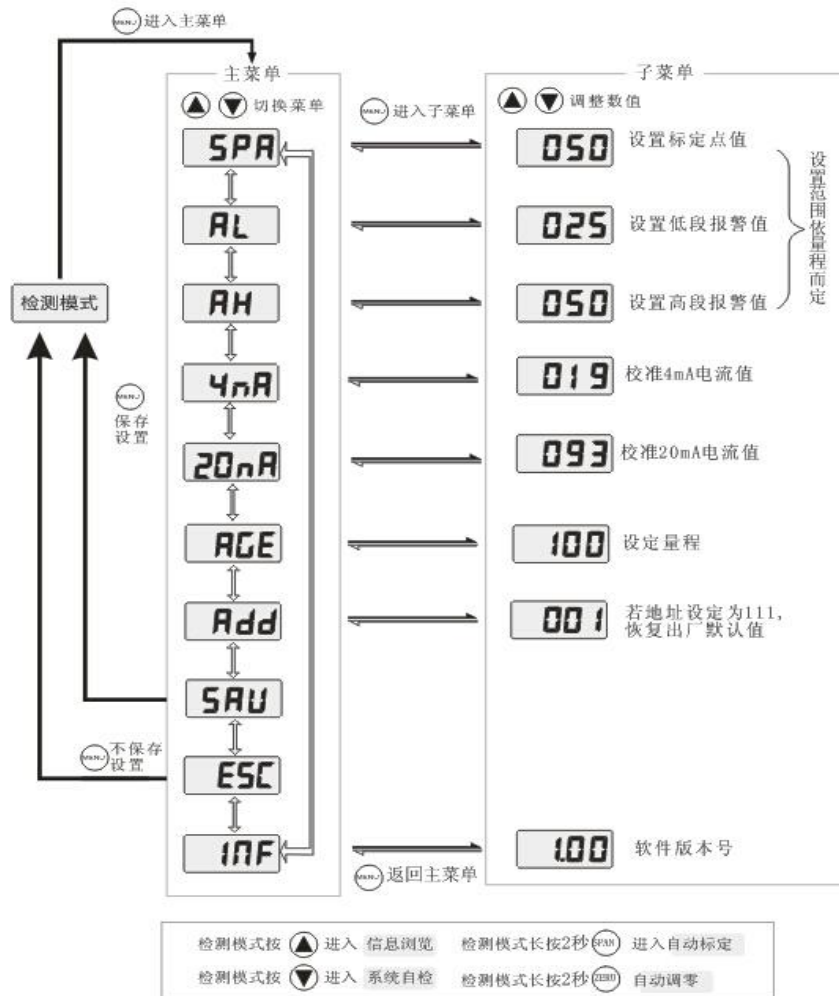 MENU 进入主菜单
主菜单
子菜单
切换菜单
MENU 进入子菜单
调整数值
SPA
050 设置标定点值
AL
025 设置低段报警值
AH
050 设置高段报警值
设置范围依量程而定
检测模式
4nA
019 校准4mA电流值
MENU
保存
设置
20nA
093 校准20mA电流值
AGE
100 设定量程
Add
001 若地址设定为111,
恢复出厂默认值
SAU
MENU 不保存
设置
ESC
INF
1.00 软件版本号
MENU 返回主菜单
检测模式按 进入 信息浏览 检测模式长按2秒 SPAN 进入自动标定
检测模式按 进入 系统自检 检测模式长按2秒 ZERO 自动调零